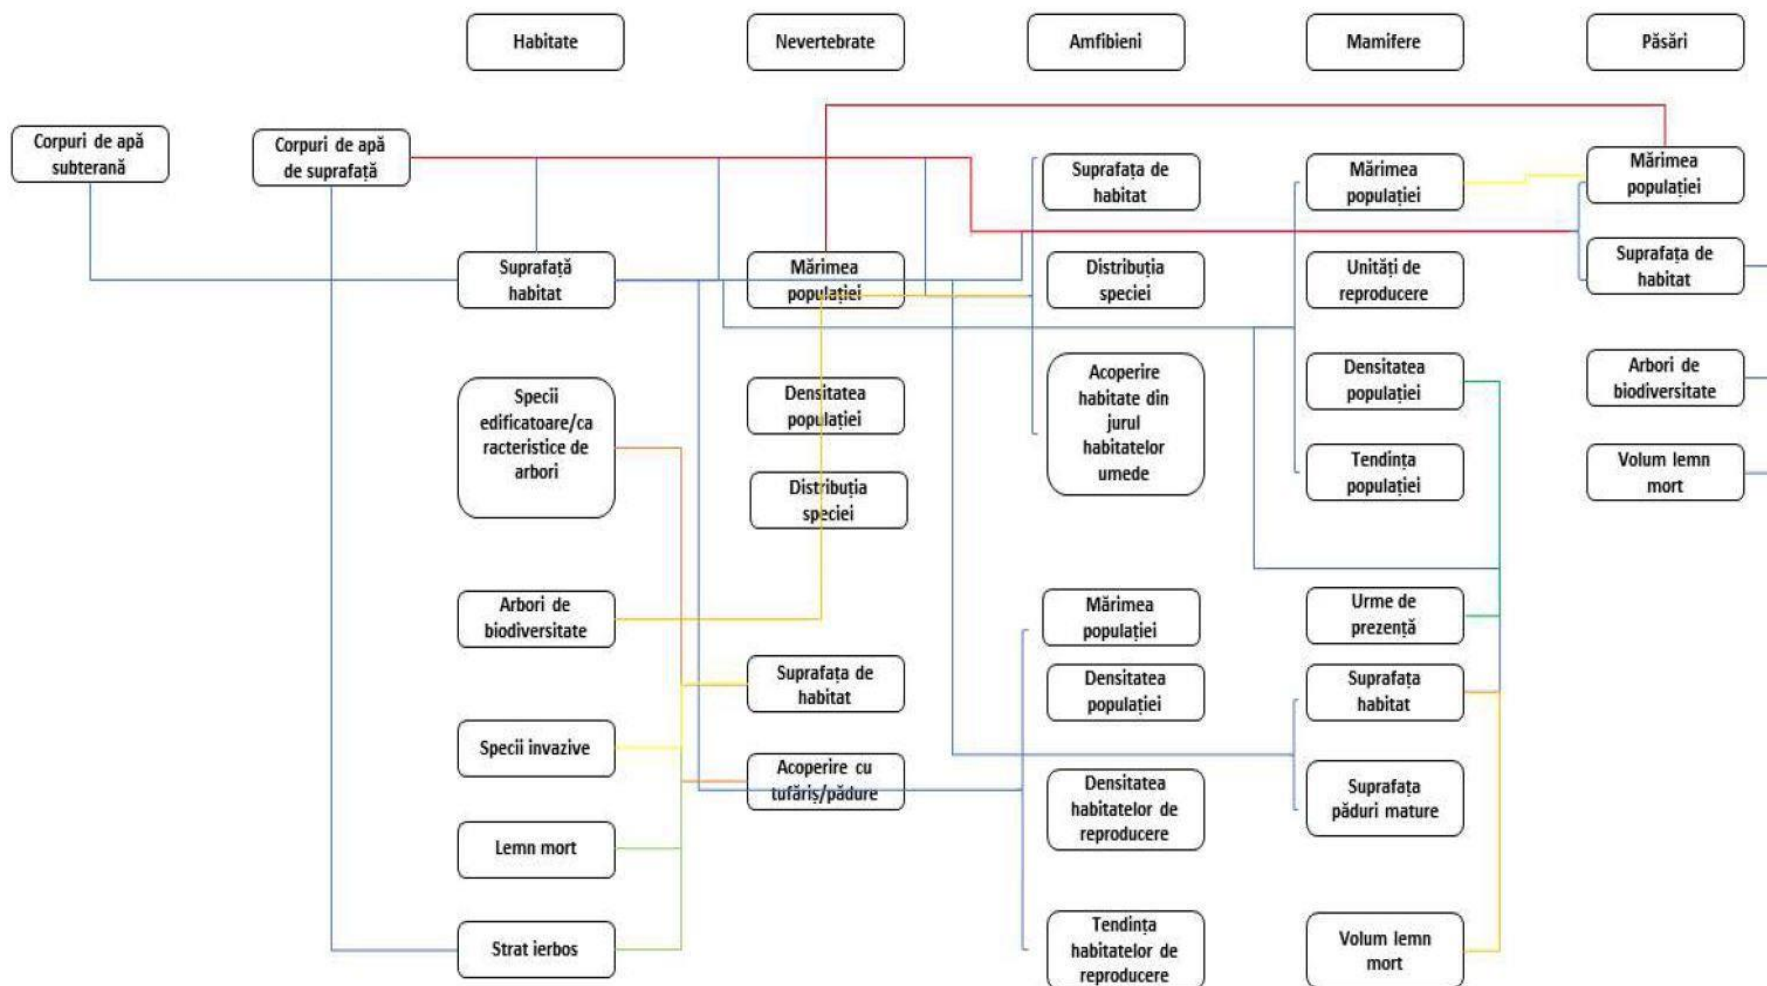 Habitate
Nevertebrate
Amfibieni
Mamifere
Păsări
Corpuri de apă
subterană
Corpuri de apă
de suprafață
Suprafață
habitat
Specii
edificatoare/ca
racteristice de
arbori
Arbori de
biodiversitate
Specii invazive
Lemn mort
Strat ierbos
Mărimea
populației
Densitatea
populației
Distribuția
speciei
Suprafața de
habitat
Acoperire cu
tufăriș/pădure
Suprafața de
habitat
Distribuția
speciei
Acoperire
habitate din
jurul
habitatelor
umede
Mărimea
populației
Densitatea
populației
Densitatea
habitatelor de
reproducere
Tendința
habitatelor de
reproducere
Mărimea
populației
Unități de
reproducere
Densitatea
populației
Tendința
populației
Urme de
prezență
Suprafața
habitat
Suprafața
păduri mature
Volum lemn
mort
Mărimea
populației
Suprafața de
habitat
Arbori de
biodiversitate
Volum lemn
mort